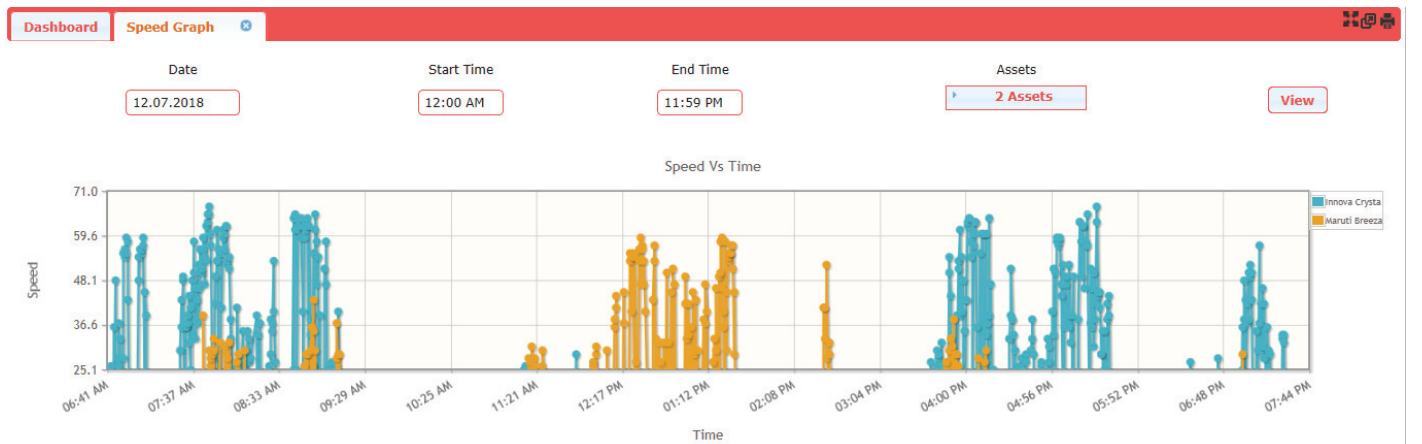 Dashboard
Speed Graph
Date
Start Time
End Time
Assets
12.07.2018
12:00 AM
11:59 PM
2 Assets
View
Speed Vs Time
71.0
59.6
48.1
36.6
25.1
Speed
Innova Crysta
Maruti Breeza
06:41 AM
07:37 AM
08:33 AM
09:29 AM
10:25 AM
11:21 AM
12:17 PM
01:12 PM
02:08 PM
03:04 PM
04:00 PM
04:56 PM
05:52 PM
06:48 PM
07:44 PM
Time